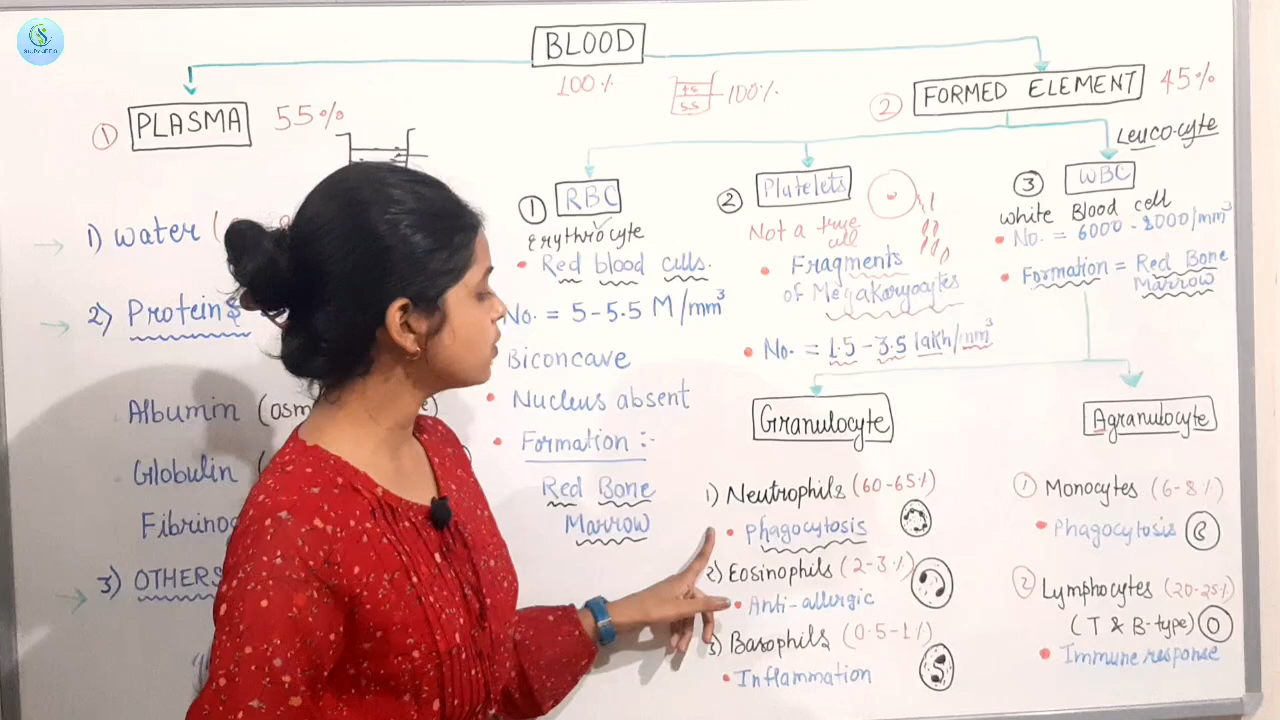 BLOOD
100%
45
55
100%
① PLASMA 55%
② FORMED ELEMENT 45%
Leucocyte
1) water (
2) Proteins
Albumin (
Globulin (
3) OTHERS
① RBC
Erythrocyte
• Red blood cells.
No. = 5-5.5 M/mm³
Biconcave
• Nucleus absent
• Formation :-
Red Bone
Marrow
② Platelets
Not a true
cell
• Fragments
of Megakaryocytes
• No. = 1.5-3.5 lakh/mm³
③ WBC
White Blood cell
• No. = 6000-8000/mm³
• Formation = Red Bone
Marrow
Granulocyte
1) Neutrophils (60-65%)
• Phagocytosis
2) Eosinophils (2-3%)
• Anti-allergic
3) Basophils (0.5-1%)
• Inflammation
Agranulocyte
① Monocytes (6-8%)
• Phagocytosis
② Lymphocytes (20-25%)
(T & B-type)
• Immune response